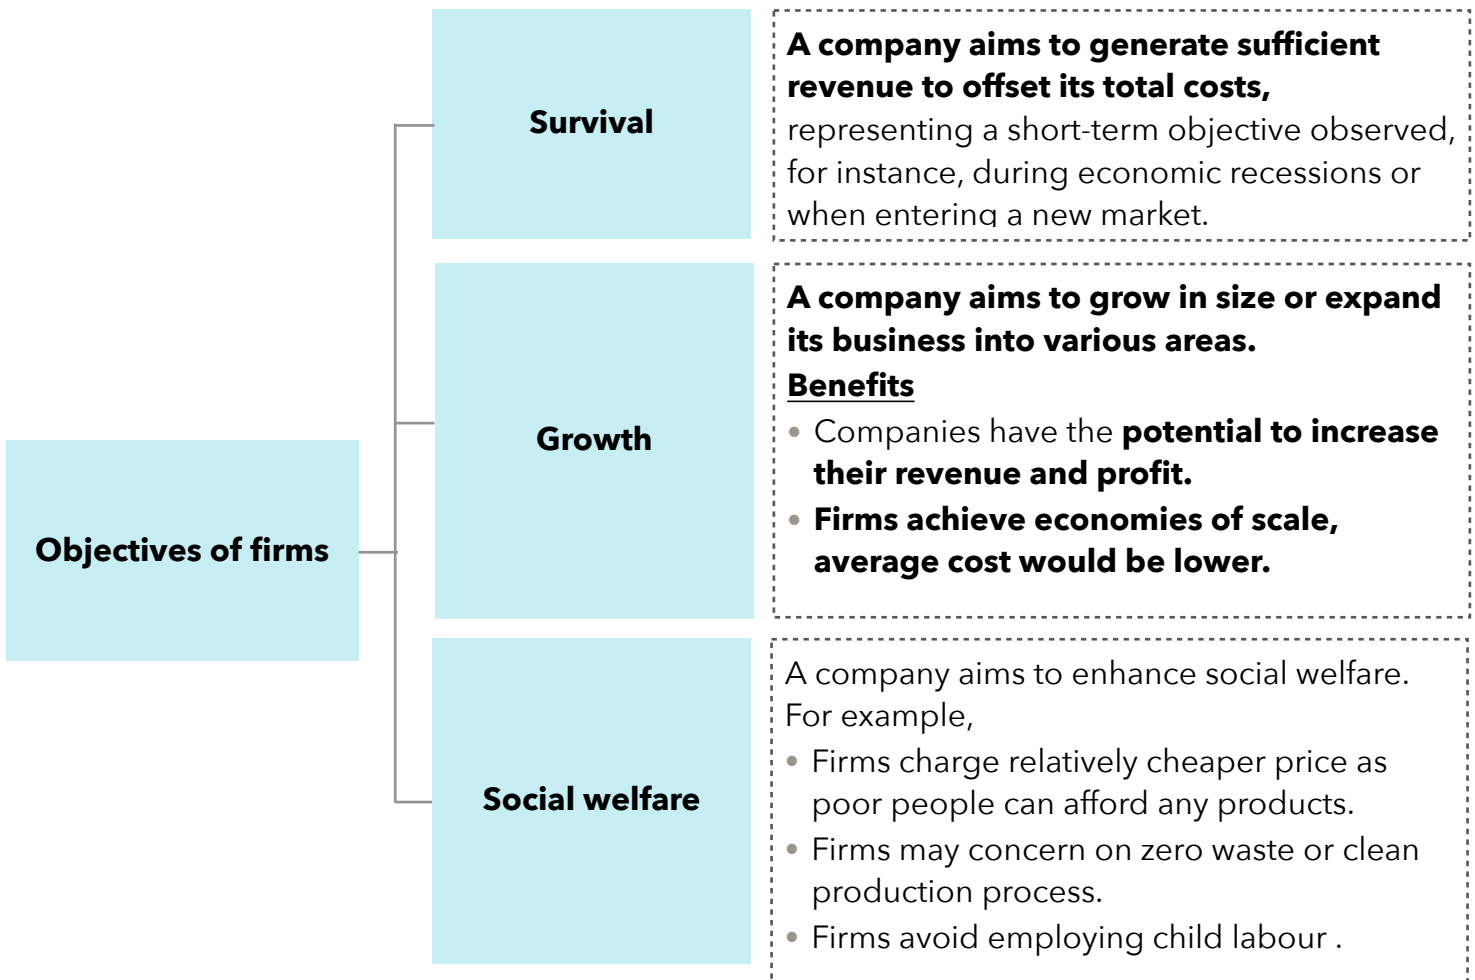 Objectives of firms
Survival
A company aims to generate sufficient
revenue to offset its total costs,
representing a short-term objective observed,
for instance, during economic recessions or
when entering a new market.
Growth
A company aims to grow in size or expand
its business into various areas.
Benefits
• Companies have the potential to increase
their revenue and profit.
• Firms achieve economies of scale,
average cost would be lower.
Social welfare
A company aims to enhance social welfare.
For example,
• Firms charge relatively cheaper price as
poor people can afford any products.
• Firms may concern on zero waste or clean
production process.
• Firms avoid employing child labour .